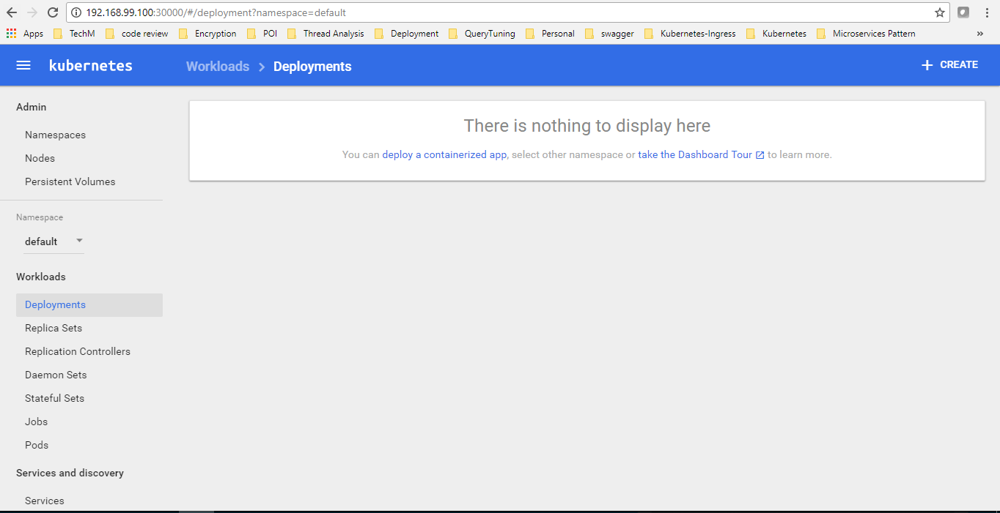 192.168.99.100:30000/#/deployment?namespace=default
Apps TechM code review Encryption POI Thread Analysis Deployment QueryTuning Personal swagger Kubernetes-Ingress Kubernetes Microservices Pattern »
kubernetes Workloads > Deployments + CREATE
Admin
Namespaces
Nodes
Persistent Volumes
Namespace
default
Workloads
Deployments
Replica Sets
Replication Controllers
Daemon Sets
Stateful Sets
Jobs
Pods
Services and discovery
Services
There is nothing to display here
You can deploy a containerized app, select other namespace or take the Dashboard Tour to learn more.